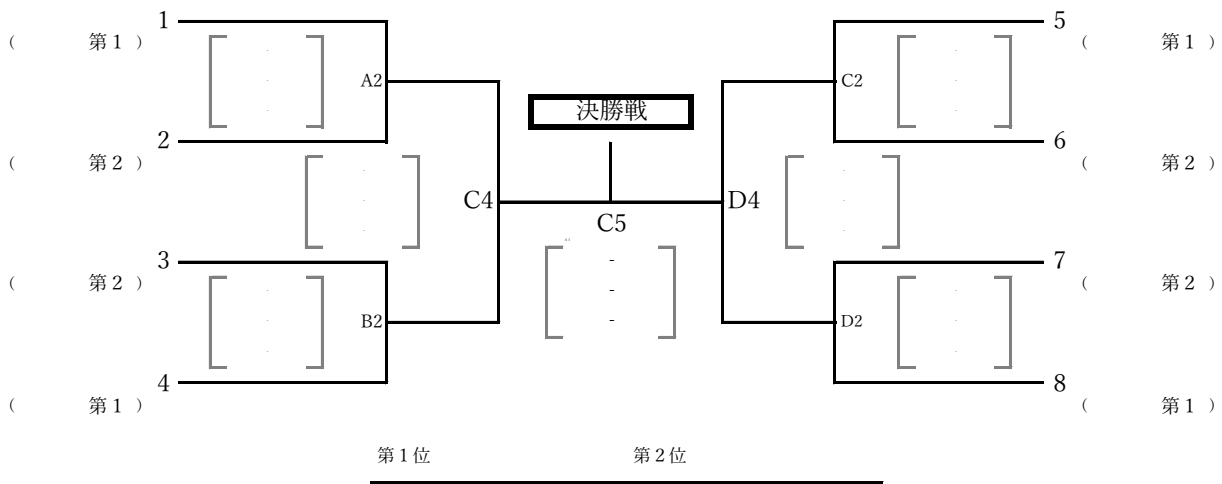 1
5
(　第１)
(　第１)
A2
C2
決勝戦
2
6
(　第２)
(　第２)
C4
D4
C5
-
-
-
3
7
(　第２)
(　第２)
B2
D2
4
8
(　第１)
(　第１)
第１位　第２位